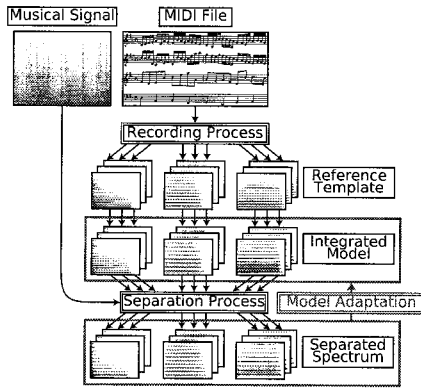 Musical Signal
MIDI File
Recording Process
Reference
Template
Integrated
Model
Separation Process
Model Adaptation
Separated
Spectrum